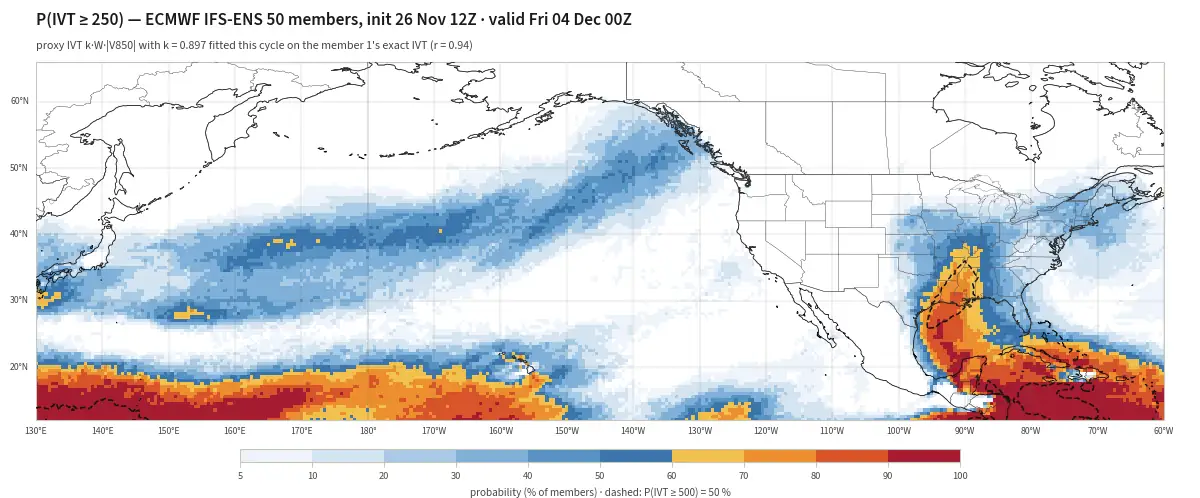 P(IVT ≥ 250) — ECMWF IFS-ENS 50 members, init 26 Nov 12Z · valid Fri 04 Dec 00Z
proxy IVT k·W·|V850| with k = 0.897 fitted this cycle on the member 1's exact IVT (r = 0.94)
60°N
50°N
40°N
30°N
20°N
130°E 140°E 150°E 160°E 170°E 180° 170°W 160°W 150°W 140°W 130°W 120°W 110°W 100°W 90°W 80°W 70°W 60°W
5 10 20 30 40 50 60 70 80 90 100
probability (% of members) · dashed: P(IVT ≥ 500) = 50 %